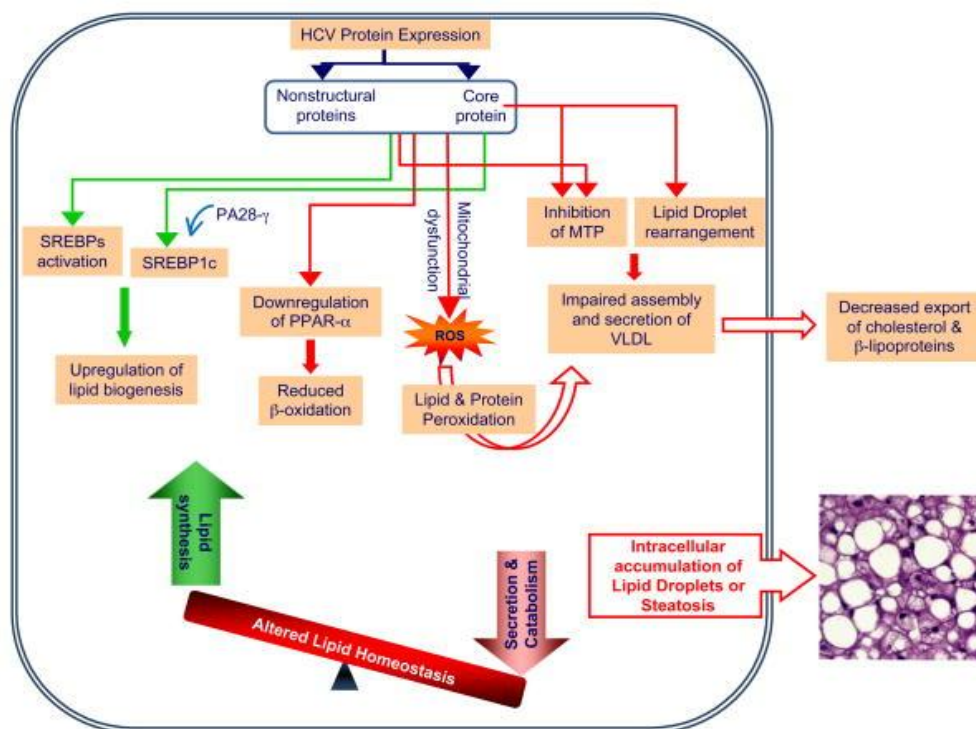 HCV Protein Expression
Nonstructural
proteins
Core
protein
PA28-γ
SREBPs
activation
SREBP1c
Downregulation
of PPAR-α
Mitochondrial
dysfunction
Inhibition
of MTP
Lipid Droplet
rearrangement
Upregulation of
lipid biogenesis
Reduced
β-oxidation
ROS
Lipid & Protein
Peroxidation
Impaired assembly
and secretion of
VLDL
Decreased export
of cholesterol &
β-lipoproteins
Lipid
synthesis
Secretion &
Catabolism
Altered Lipid Homeostasis
Intracellular
accumulation of
Lipid Droplets or
Steatosis